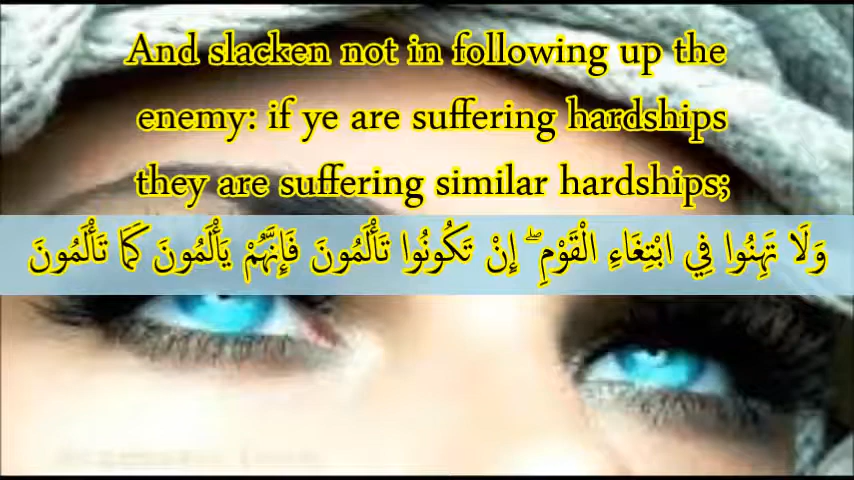 And slacken not in following up the
enemy: if ye are suffering hardships
they are suffering similar hardships;
وَلَا تَهِنُوا فِي ابْتِغَاءِ الْقَوْمِ ۖ إِنْ تَكُونُوا تَأْلَمُونَ فَإِنَّهُمْ يَأْلَمُونَ كَمَا تَأْلَمُونَ